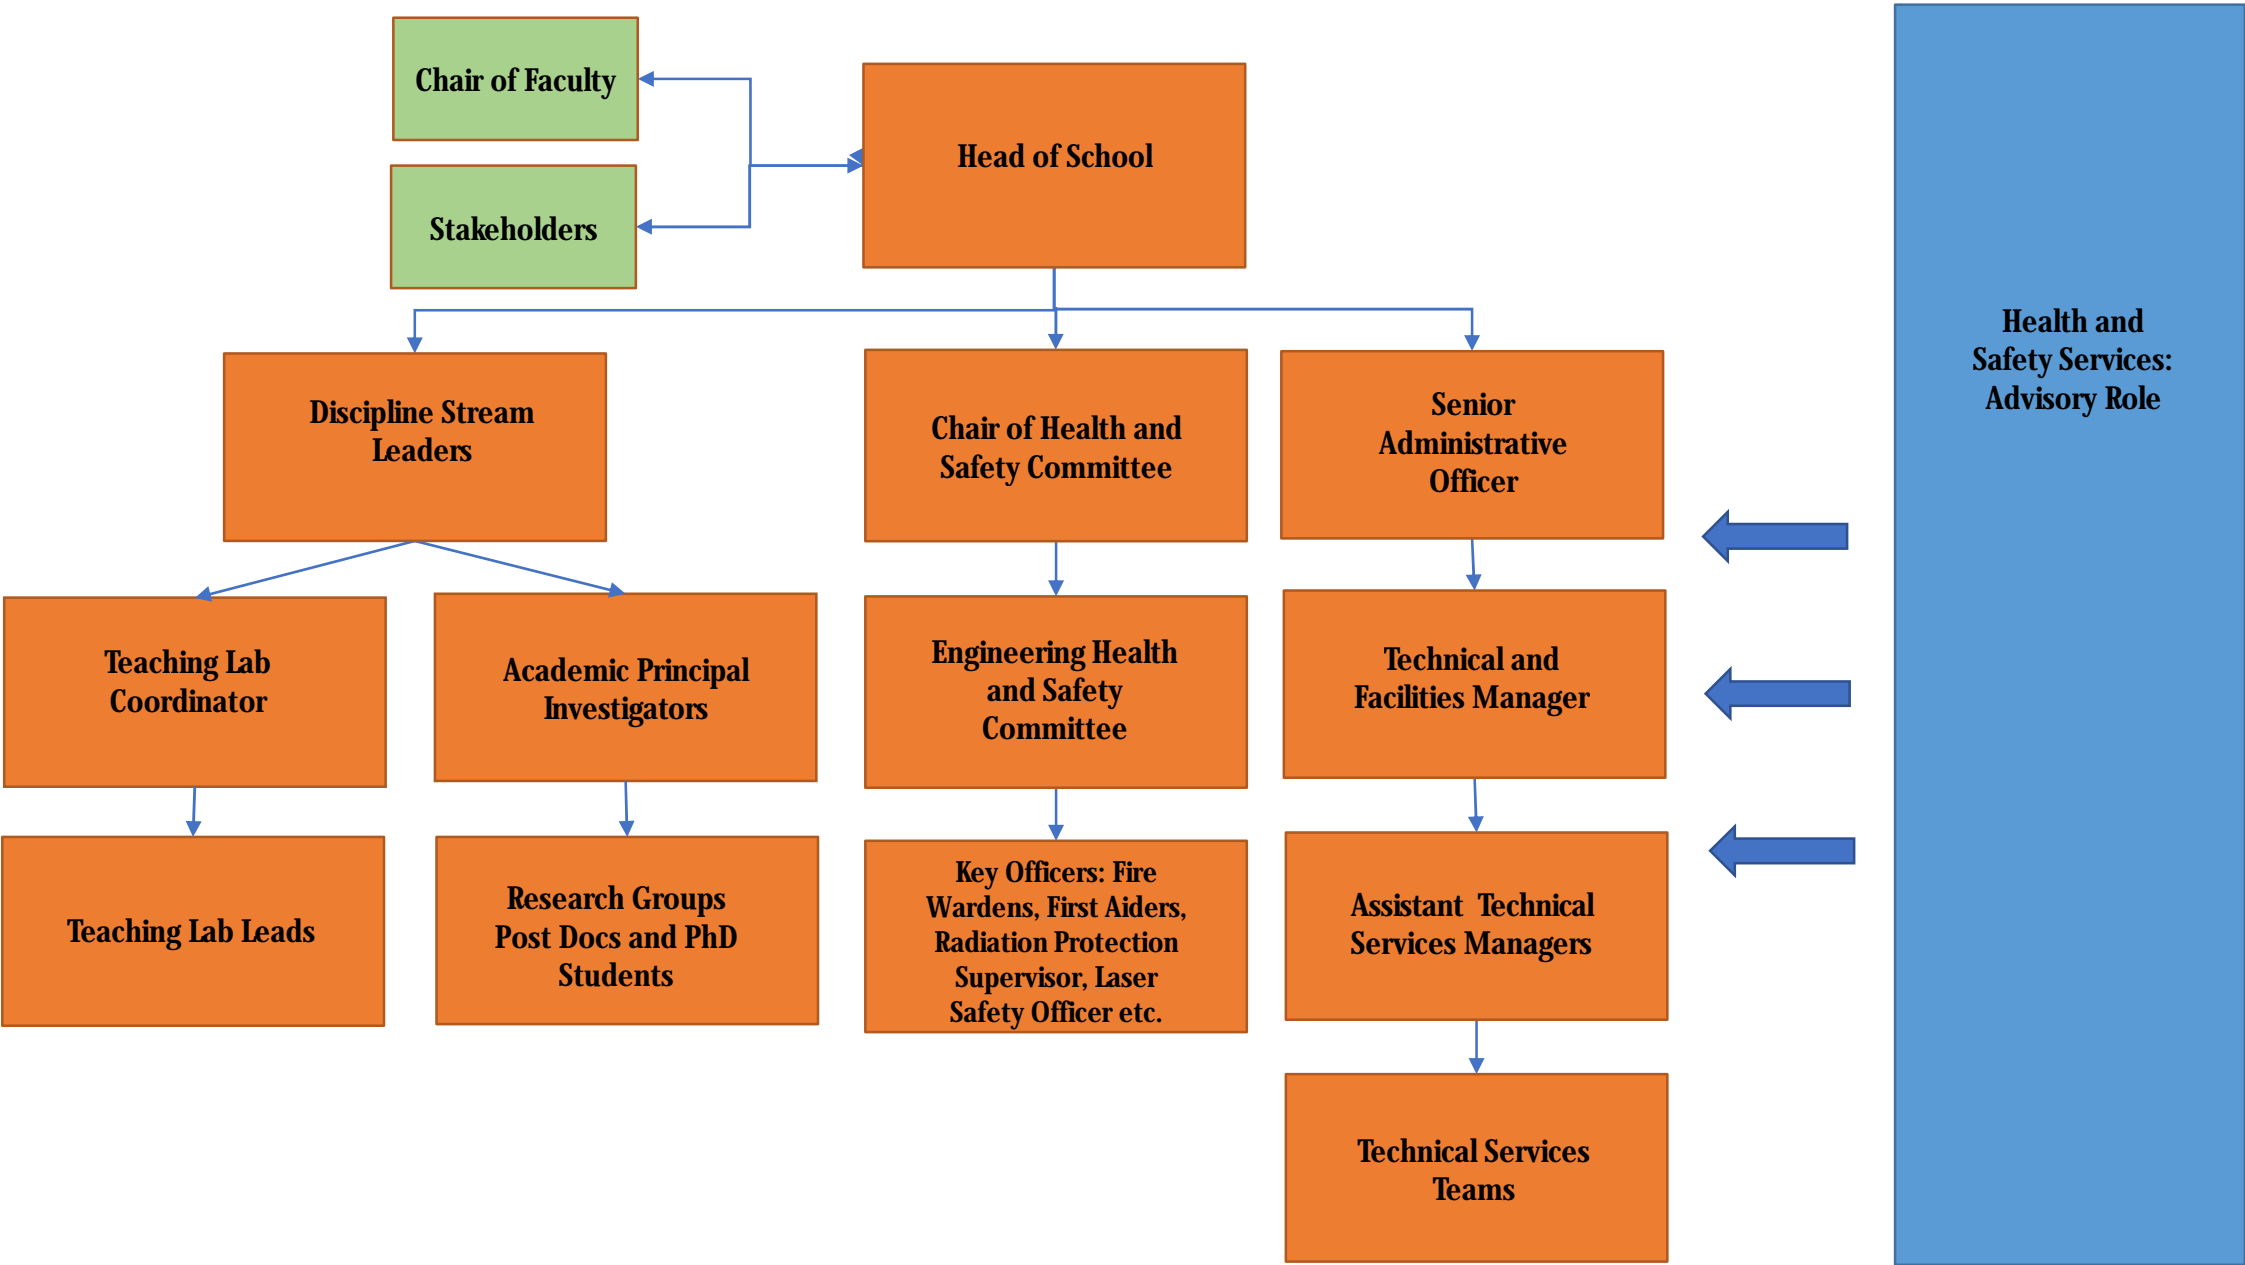 Chair of Faculty
Head of School
Stakeholders
Health and
Safety Services:
Advisory Role
Discipline Stream
Leaders
Chair of Health and
Safety Committee
Senior
Administrative
Officer
Teaching Lab
Coordinator
Academic Principal
Investigators
Engineering Health
and Safety
Committee
Technical and
Facilities Manager
Teaching Lab Leads
Research Groups
Post Docs and PhD
Students
Key Officers: Fire
Wardens, First Aiders,
Radiation Protection
Supervisor, Laser
Safety Officer etc.
Assistant  Technical
Services Managers
Technical Services
Teams